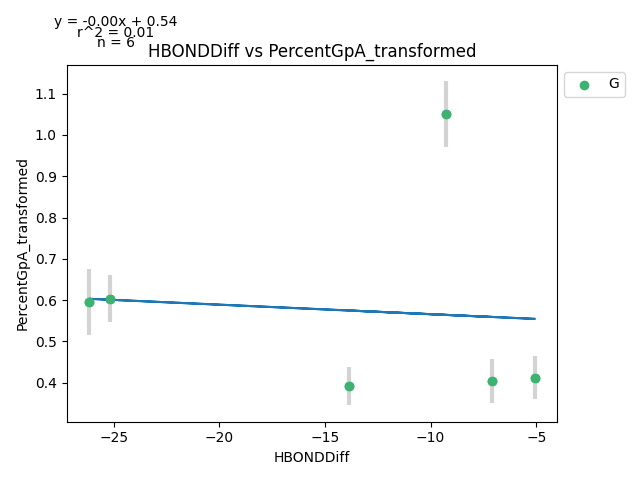 y = -0.00x + 0.54
r^2 = 0.01
n = 6
HBONDDiff vs PercentGpA_transformed
G
PercentGpA_transformed
1.1
1.0
0.9
0.8
0.7
0.6
0.5
0.4
−25
−20
−15
−10
−5
HBONDDiff